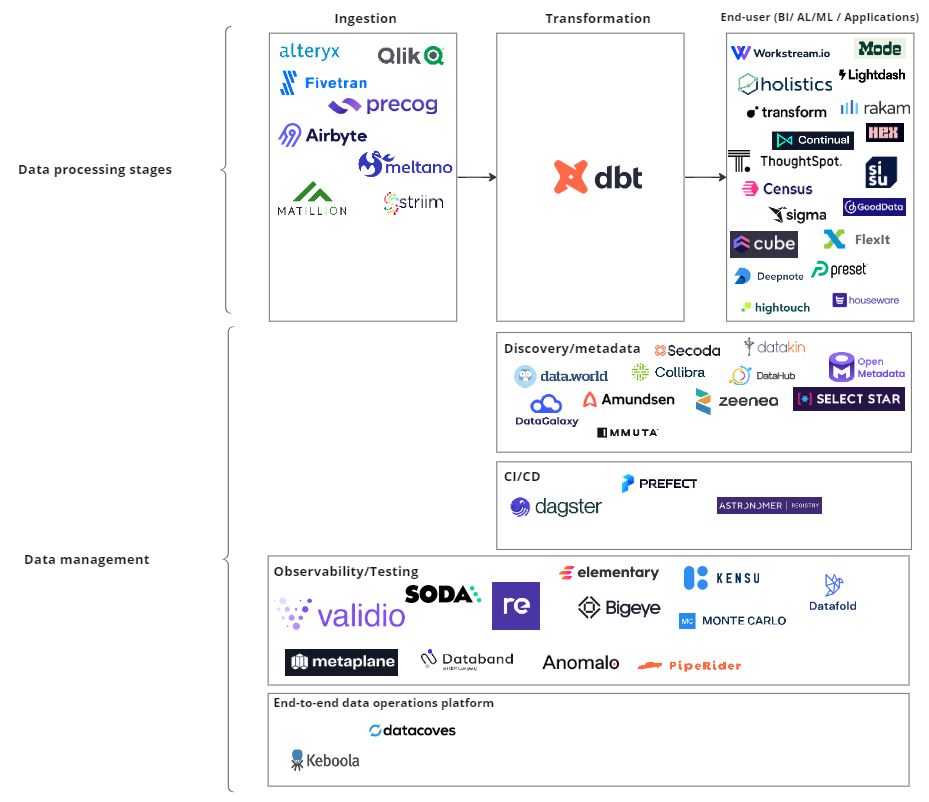 Ingestion
Transformation
End-user (BI/ AL/ML / Applications)
Data processing stages
alteryx
Qlik
Fivetran
precog
Airbyte
meltano
MATILLION
striim
dbt
Workstream.io
Mode
holistics
Lightdash
transform
rakam
Continual
HEX
T.
ThoughtSpot.
sisu
Census
sigma
GoodData
cube
FlexIt
Deepnote
preset
hightouch
houseware
Data management
Discovery/metadata
Secoda
datakin
data.world
Collibra
DataHub
Open
Metadata
DataGalaxy
Amundsen
zeenea
[*] SELECT STAR
IMMUTA
CI/CD
PREFECT
dagster
ASTRONOMER | REGISTRY
Observability/Testing
elementary
KENSU
SODA
re
validio
Bigeye
Datafold
MC MONTE CARLO
metaplane
Databand
Anomalo
PipeRider
End-to-end data operations platform
datacoves
Keboola